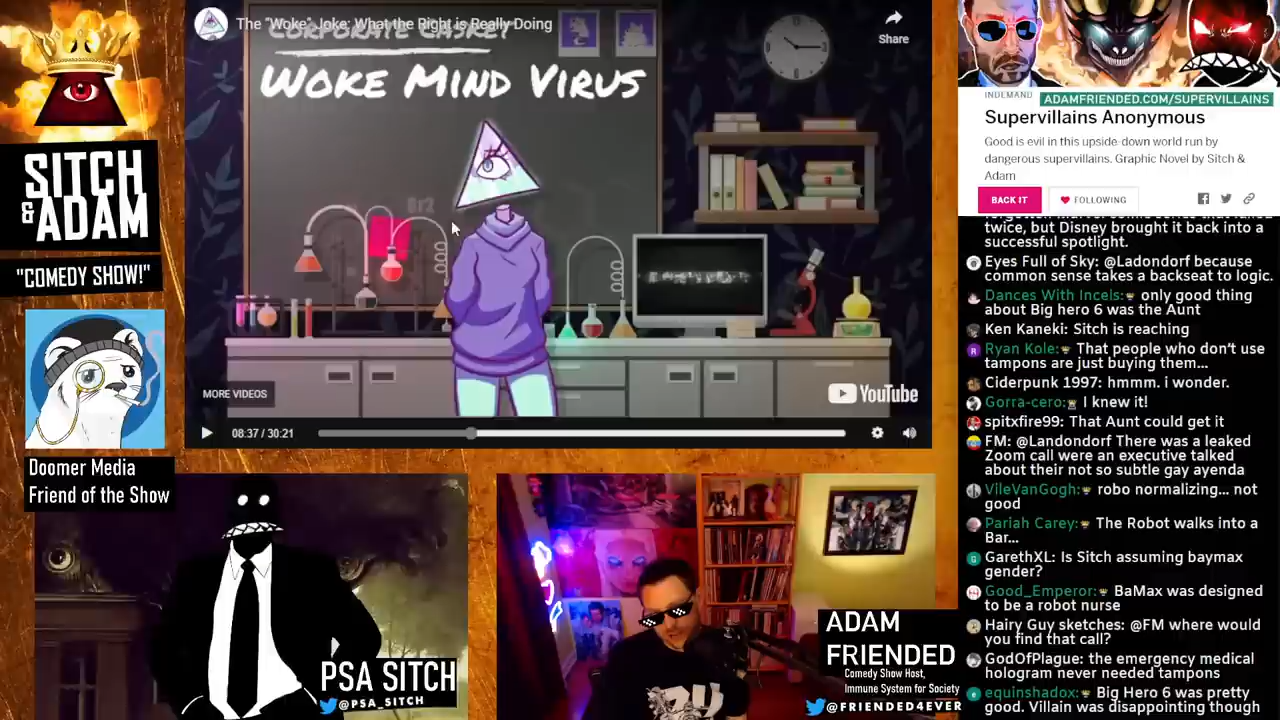 The "Woke" Joke: What the Right is Really Doing
CORPORATE CASKET
WOKE MIND VIRUS
Share
Br2
MORE VIDEOS
YouTube
08:37 / 30:21
SITCH
& ADAM
"COMEDY SHOW!"
Doomer Media
Friend of the Show
PSA SITCH
@PSA_SITCH
ADAM
FRIENDED
Comedy Show Host,
Immune System for Society
@FRIENDED4EVER
INDEMAND
ADAMFRIENDED.COM/SUPERVILLAINS
Supervillains Anonymous
Good is evil in this upside-down world run by
dangerous supervillains. Graphic Novel by Sitch &
Adam
BACK IT
FOLLOWING
twice, but Disney brought it back into a
successful spotlight.
Eyes Full of Sky: @Ladondorf because
common sense takes a backseat to logic.
Dances With Incels: only good thing
about Big hero 6 was the Aunt
Ken Kaneki: Sitch is reaching
Ryan Kole: That people who don't use
tampons are just buying them...
Ciderpunk 1997: hmmm. i wonder.
Gorra-cero: I knew it!
spitxfire99: That Aunt could get it
FM: @Landondorf There was a leaked
Zoom call were an executive talked
about their not so subtle gay ayenda
VileVanGogh: robo normalizing... not
good
Pariah Carey: The Robot walks into a
Bar...
GarethXL: Is Sitch assuming baymax
gender?
Good_Emperor: BaMax was designed
to be a robot nurse
Hairy Guy sketches: @FM where would
you find that call?
GodOfPlague: the emergency medical
hologram never needed tampons
equinshadox: Big Hero 6 was pretty
good. Villain was disappointing though